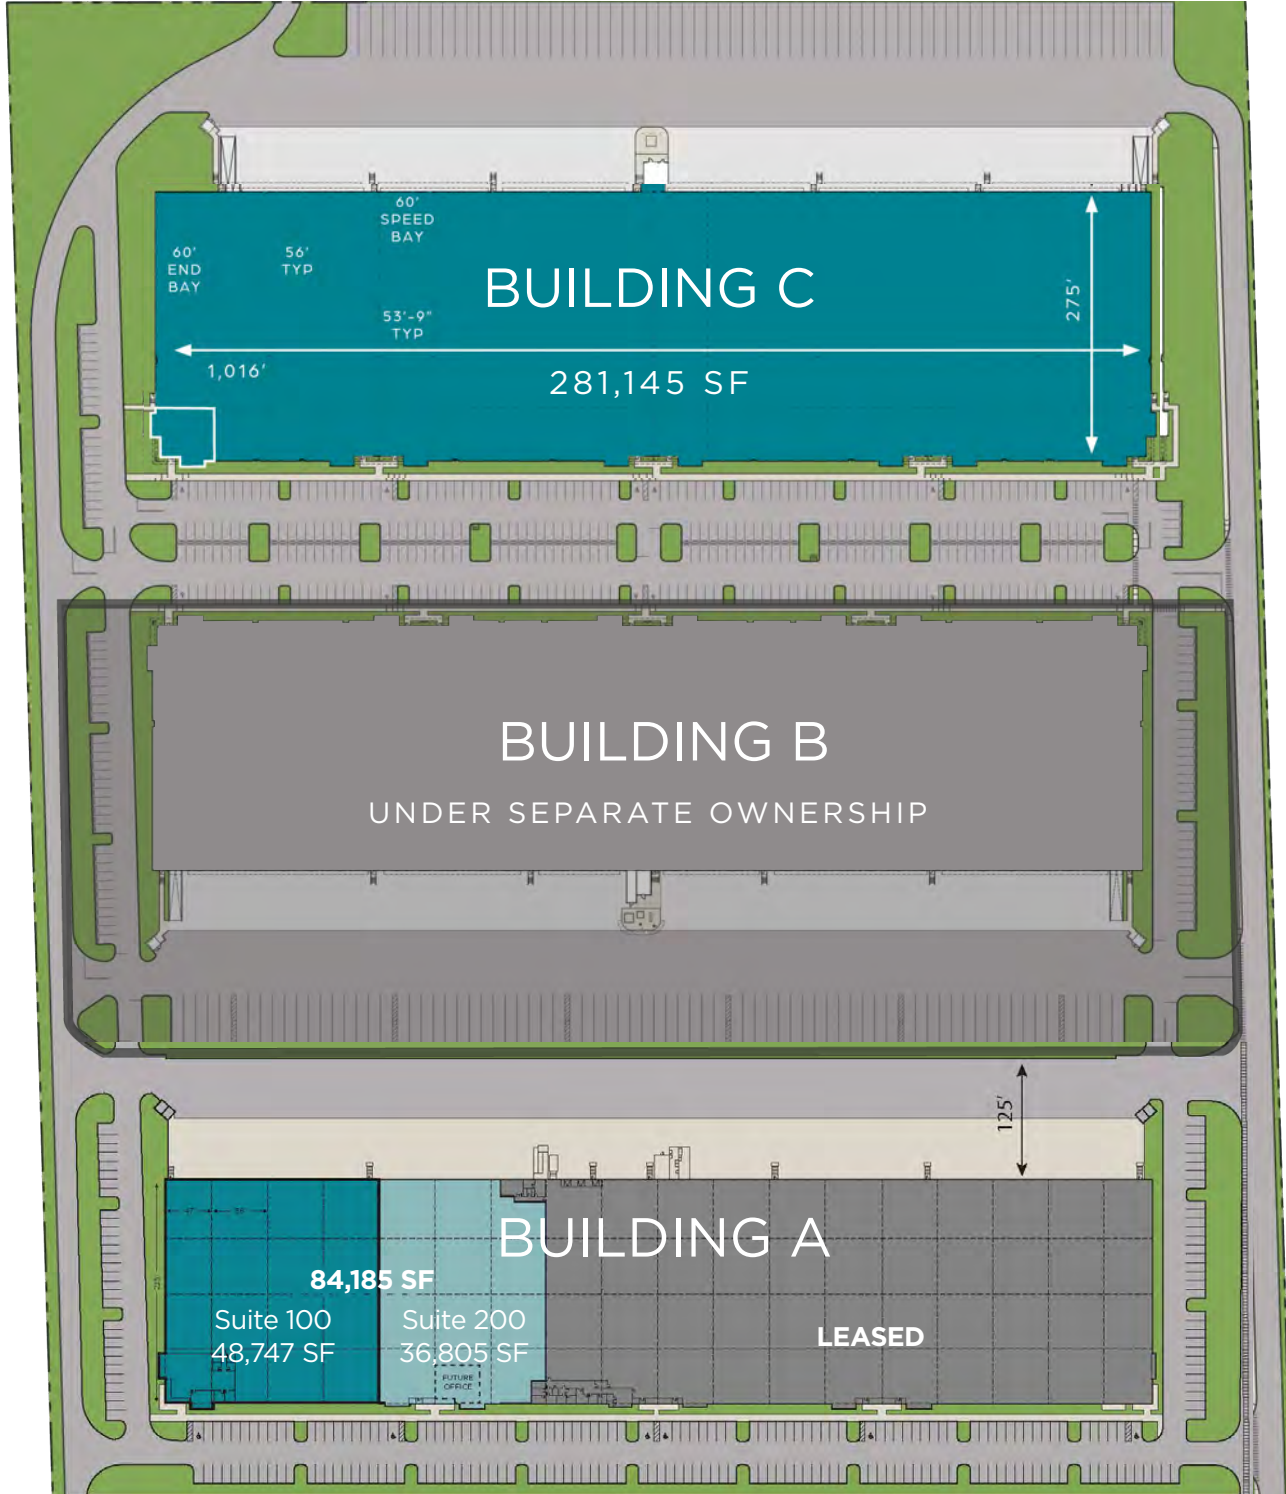 60'
SPEED
BAY
60'
END
BAY
56'
TYP
BUILDING C
275'
53'-9"
TYP
1,016'
281,145 SF
BUILDING B
UNDER SEPARATE OWNERSHIP
125'
BUILDING A
84,185 SF
Suite 100
48,747 SF
Suite 200
36,805 SF
LEASED
FUTURE
OFFICE